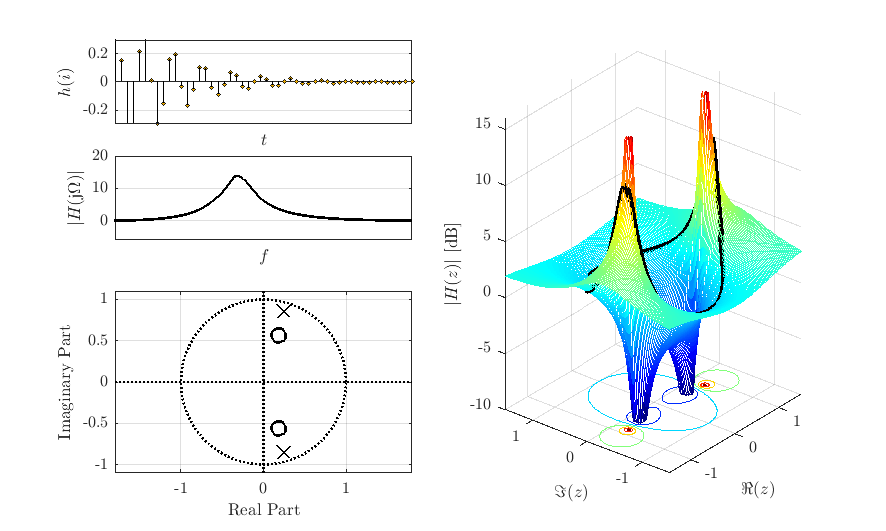 0.2
0
-0.2
h(i)
t
20
10
0
|H(jΩ)|
f
1
0.5
0
-0.5
-1
Imaginary Part
-1 0 1
Real Part
15
10
5
0
-5
-10
|H(z)| [dB]
1 0 -1
ℑ(z)
-1 0 1
ℜ(z)